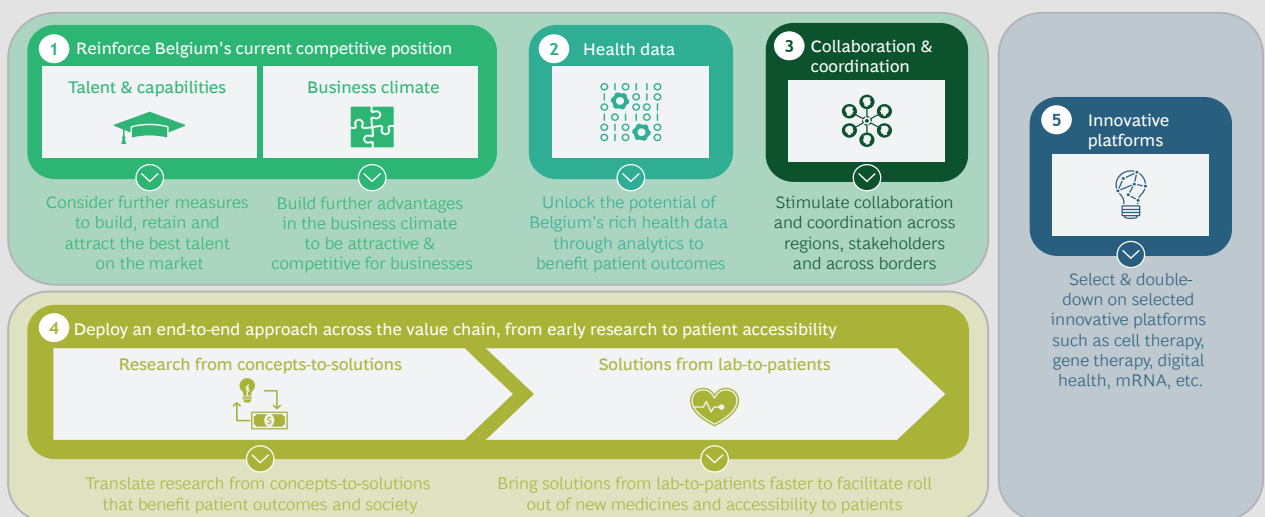 1 Reinforce Belgium's current competitive position
Talent & capabilities
Business climate
Consider further measures
to build, retain and
attract the best talent
on the market
Build further advantages
in the business climate
to be attractive &
competitive for businesses
2 Health data
Unlock the potential of
Belgium's rich health data
through analytics to
benefit patient outcomes
3 Collaboration &
coordination
Stimulate collaboration
and coordination across
regions, stakeholders
and across borders
4 Deploy an end-to-end approach across the value chain, from early research to patient accessibility
Research from concepts-to-solutions
$
$
Translate research from concepts-to-solutions
that benefit patient outcomes and society
Solutions from lab-to-patients
Bring solutions from lab-to-patients faster to facilitate roll
out of new medicines and accessibility to patients
5 Innovative
platforms
Select & double-
down on selected
innovative platforms
such as cell therapy,
gene therapy, digital
health, mRNA, etc.